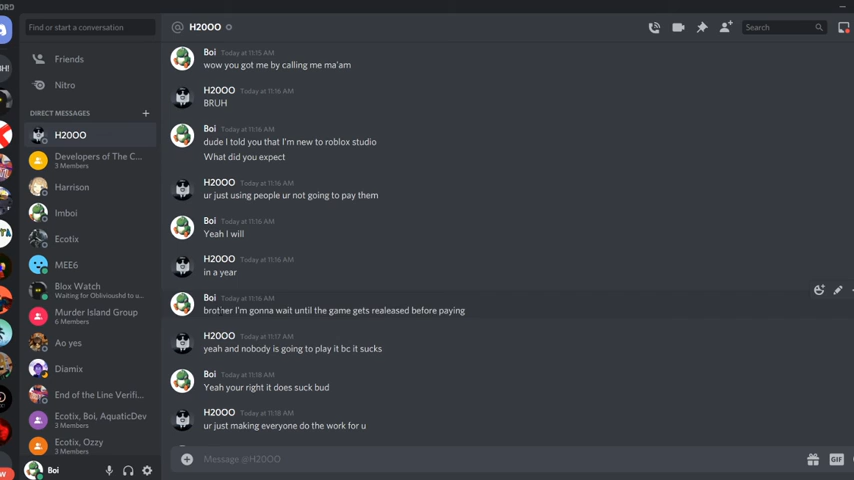 Find or start a conversation
H2OOO
Search
Friends
Nitro
DIRECT MESSAGES
H2OOO
Developers of The C...
3 Members
Harrison
Imboi
Ecotix
MEE6
Blox Watch
Waiting for Oblivioushd to u...
Murder Island Group
6 Members
Ao yes
Diamix
End of the Line Verifi...
Ecotix, Boi, AquaticDev
3 Members
Ecotix, Ozzy
3 Members
Boi
Boi Today at 11:15 AM
wow you got me by calling me ma'am
H2OOO Today at 11:16 AM
BRUH
Boi Today at 11:16 AM
dude I told you that I'm new to roblox studio
What did you expect
H2OOO Today at 11:16 AM
ur just using people ur not going to pay them
Boi Today at 11:16 AM
Yeah I will
H2OOO Today at 11:16 AM
in a year
Boi Today at 11:16 AM
brother I'm gonna wait until the game gets realeased before paying
H2OOO Today at 11:17 AM
yeah and nobody is going to play it bc it sucks
Boi Today at 11:18 AM
Yeah your right it does suck bud
H2OOO Today at 11:18 AM
ur just making everyone do the work for u
Message @H2OOO
GIF